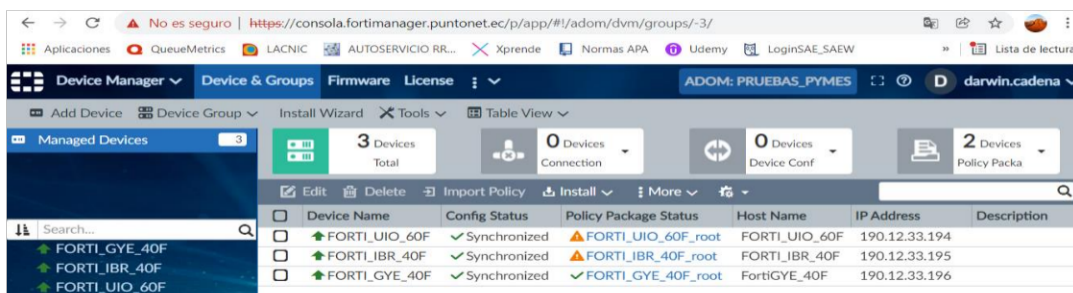 No es seguro | https://consola.fortimanager.puntonet.ec/p/app/#!/adom/dvm/groups/-3/
Aplicaciones QueueMetrics LACNIC AUTOSERVICIO RR... Xprende Normas APA Udemy LoginSAE_SAEW » Lista de lectura
Device Manager Device & Groups Firmware License ADOM: PRUEBAS_PYMES D darwin.cadena
Add Device Device Group Install Wizard Tools Table View
Managed Devices 3
3 Devices Total
0 Devices Connection
0 Devices Device Conf
2 Devices Policy Packa
Edit Delete Import Policy Install More
Search...
Device Name Config Status Policy Package Status Host Name IP Address Description
FORTI_UIO_60F Synchronized FORTI_UIO_60F_root FORTI_UIO_60F 190.12.33.194
FORTI_IBR_40F Synchronized FORTI_IBR_40F_root FORTI_IBR_40F 190.12.33.195
FORTI_GYE_40F Synchronized FORTI_GYE_40F_root FortiGYE_40F 190.12.33.196
FORTI_GYE_40F
FORTI_IBR_40F
FORTI_UIO_60F